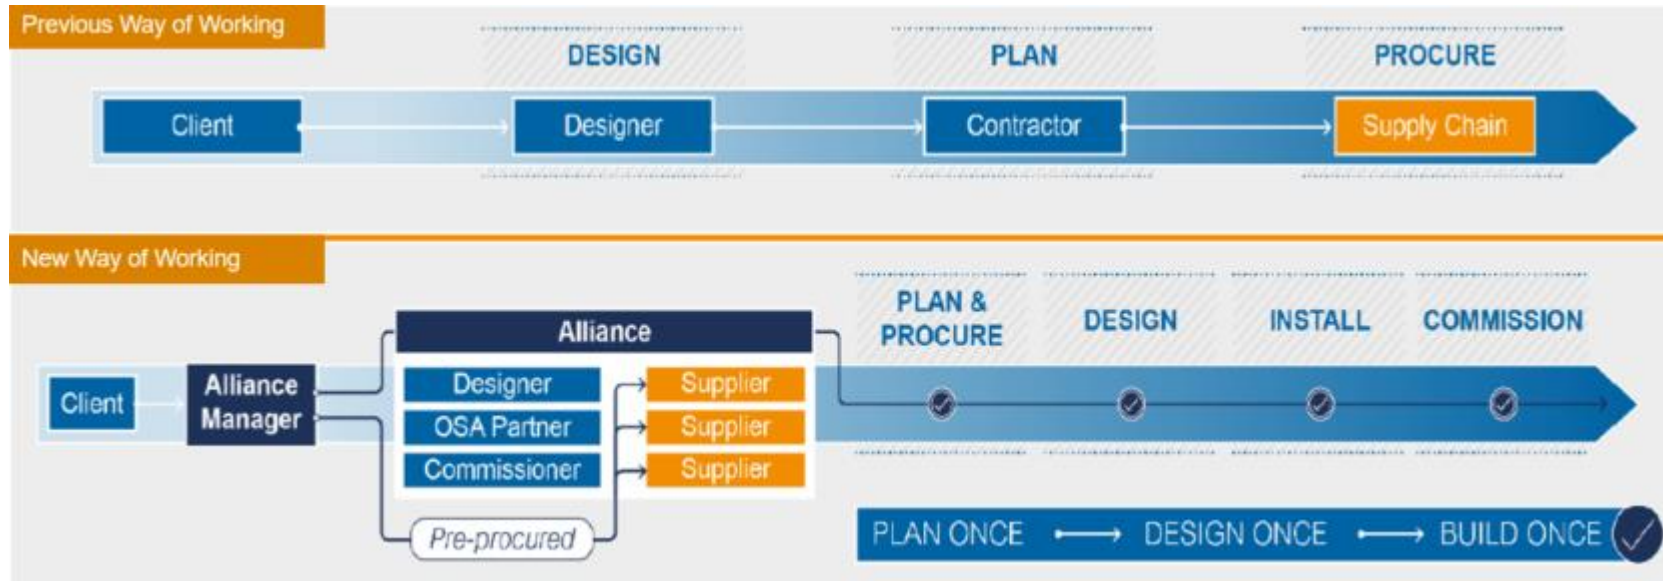 Previous Way of Working
DESIGN
PLAN
PROCURE
Client
Designer
Contractor
Supply Chain
New Way of Working
Client
Alliance
Manager
Alliance
Designer
OSA Partner
Commissioner
Supplier
Supplier
Supplier
Pre-procured
PLAN &
PROCURE
DESIGN
INSTALL
COMMISSION
PLAN ONCE
DESIGN ONCE
BUILD ONCE